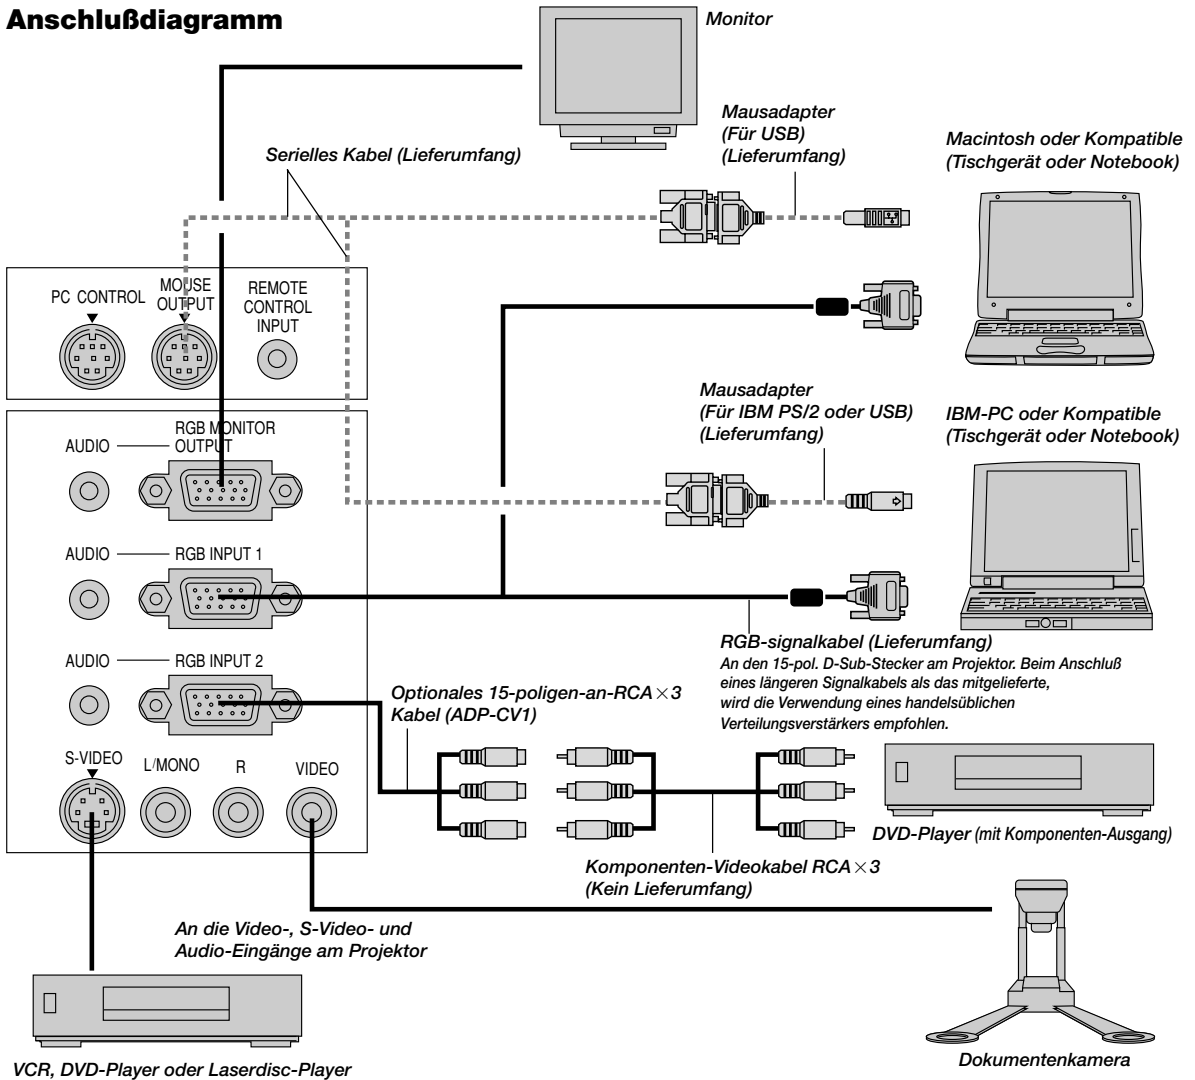 Anschlußdiagramm
Monitor
Mausadapter
(Für USB)
(Lieferumfang)
Macintosh oder Kompatible
(Tischgerät oder Notebook)
Serielles Kabel (Lieferumfang)
PC CONTROL
MOUSE
OUTPUT
REMOTE
CONTROL
INPUT
Mausadapter
(Für IBM PS/2 oder USB)
(Lieferumfang)
IBM-PC oder Kompatible
(Tischgerät oder Notebook)
AUDIO
RGB MONITOR
OUTPUT
AUDIO
RGB INPUT 1
RGB-signalkabel (Lieferumfang)
An den 15-pol. D-Sub-Stecker am Projektor. Beim Anschluß
eines längeren Signalkabels als das mitgelieferte,
wird die Verwendung eines handelsüblichen
Verteilungsverstärkers empfohlen.
AUDIO
RGB INPUT 2
Optionales 15-poligen-an-RCA×3
Kabel (ADP-CV1)
S-VIDEO
L/MONO
R
VIDEO
DVD-Player (mit Komponenten-Ausgang)
Komponenten-Videokabel RCA×3
(Kein Lieferumfang)
An die Video-, S-Video- und
Audio-Eingänge am Projektor
VCR, DVD-Player oder Laserdisc-Player
Dokumentenkamera